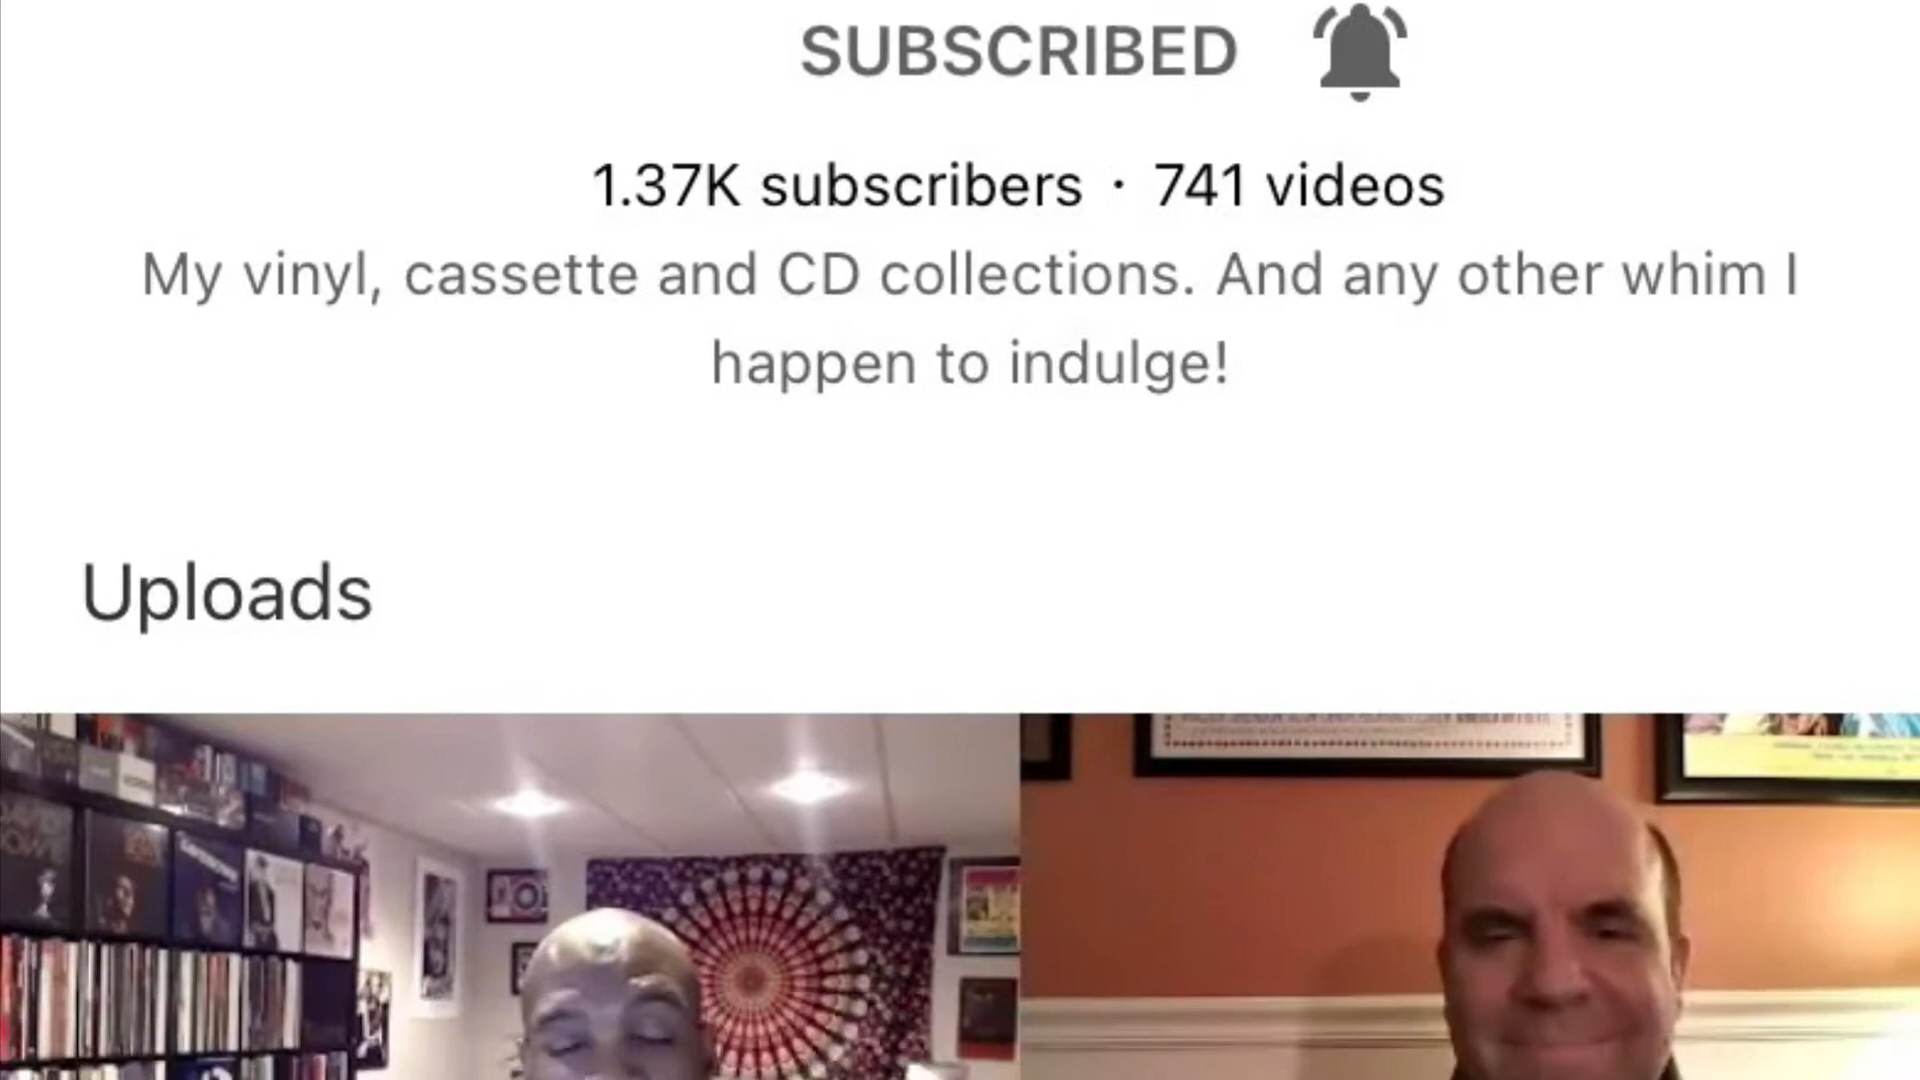 SUBSCRIBED
1.37K subscribers · 741 videos
My vinyl, cassette and CD collections. And any other whim I
happen to indulge!
Uploads